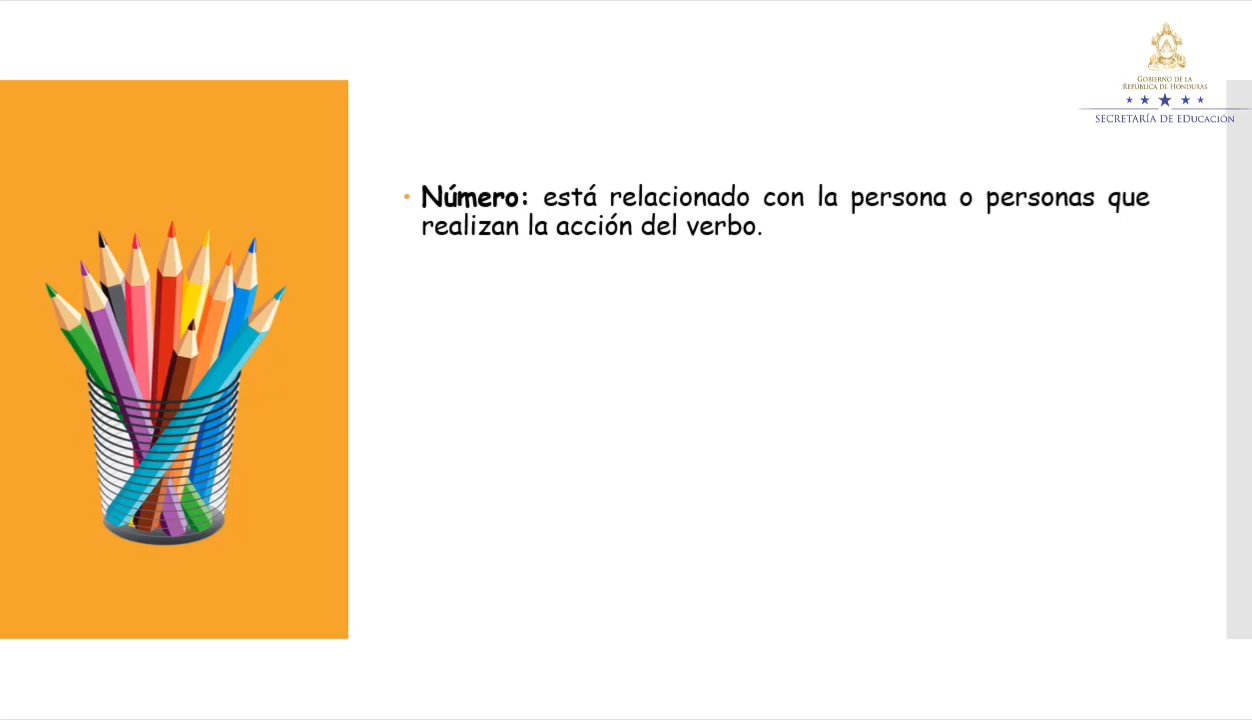 GOBIERNO DE LA
REPÚBLICA DE HONDURAS
SECRETARÍA DE EDUCACIÓN
• Número: está relacionado con la persona o personas que
realizan la acción del verbo.